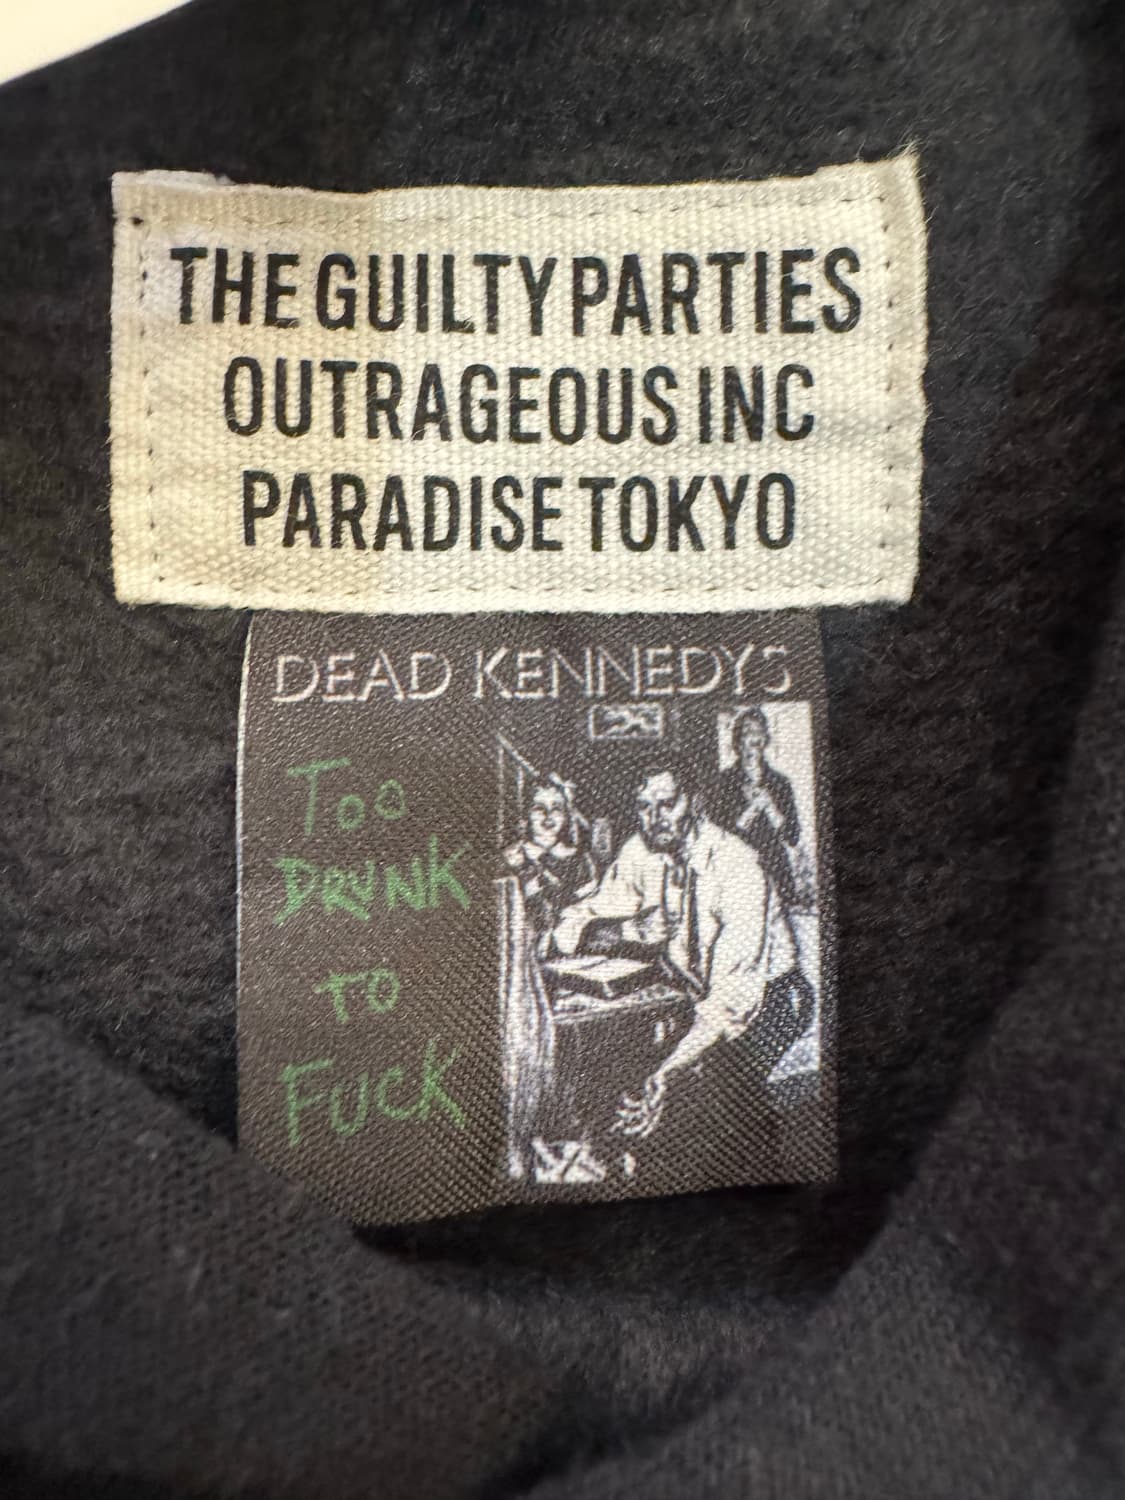 THE GUILTY PARTIES
OUTRAGEOUS INC
PARADISE TOKYO
DEAD KENNEDYS
TOO
DRUNK
TO
FUCK